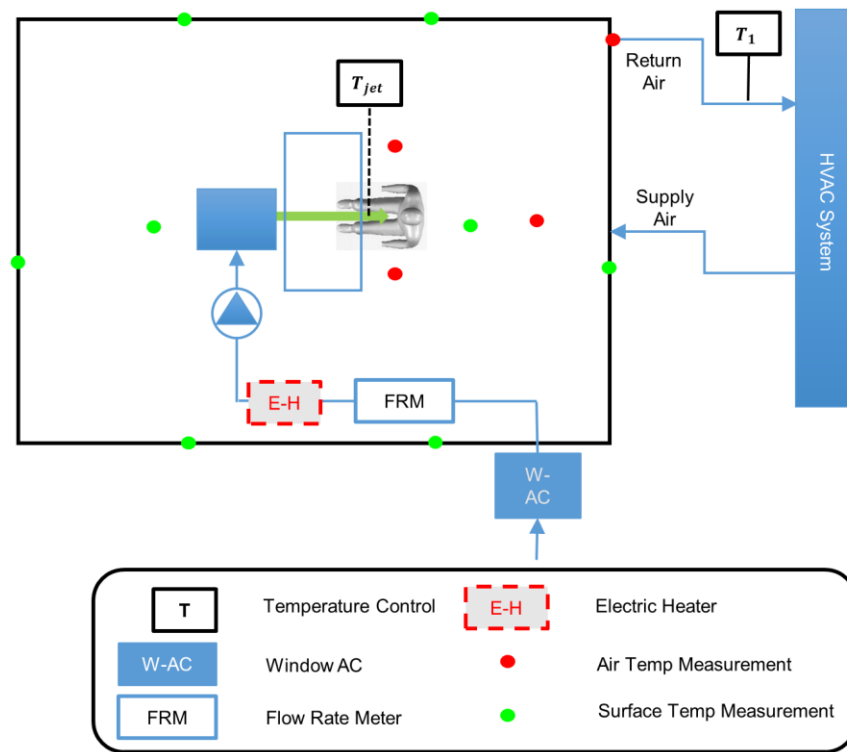 T₁
Return
Air
T_jet
HVAC System
Supply
Air
E-H
FRM
W-
AC
T
Temperature Control
E-H
Electric Heater
W-AC
Window AC
Air Temp Measurement
FRM
Flow Rate Meter
Surface Temp Measurement